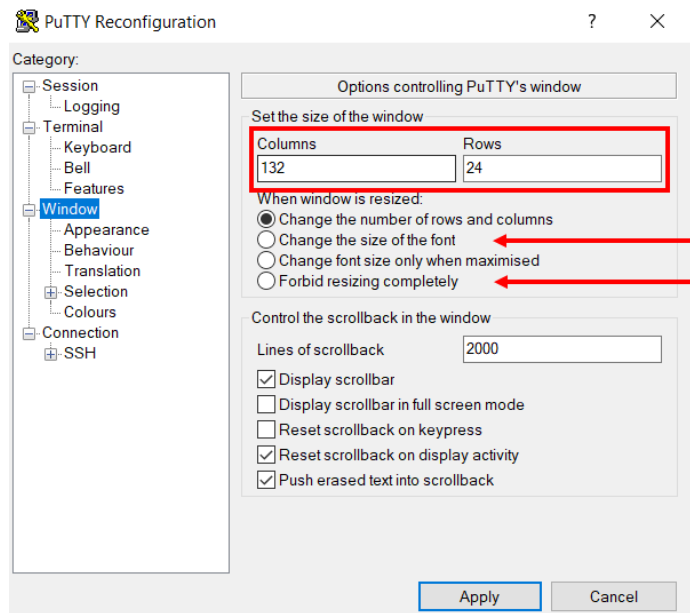 PuTTY Reconfiguration ? ×
Category:
Session
Logging
Terminal
Keyboard
Bell
Features
Window
Appearance
Behaviour
Translation
Selection
Colours
Connection
SSH
Options controlling PuTTY's window
Set the size of the window
Columns Rows
132 24
When window is resized:
Change the number of rows and columns
Change the size of the font
Change font size only when maximised
Forbid resizing completely
Control the scrollback in the window
Lines of scrollback 2000
Display scrollbar
Display scrollbar in full screen mode
Reset scrollback on keypress
Reset scrollback on display activity
Push erased text into scrollback
Apply Cancel